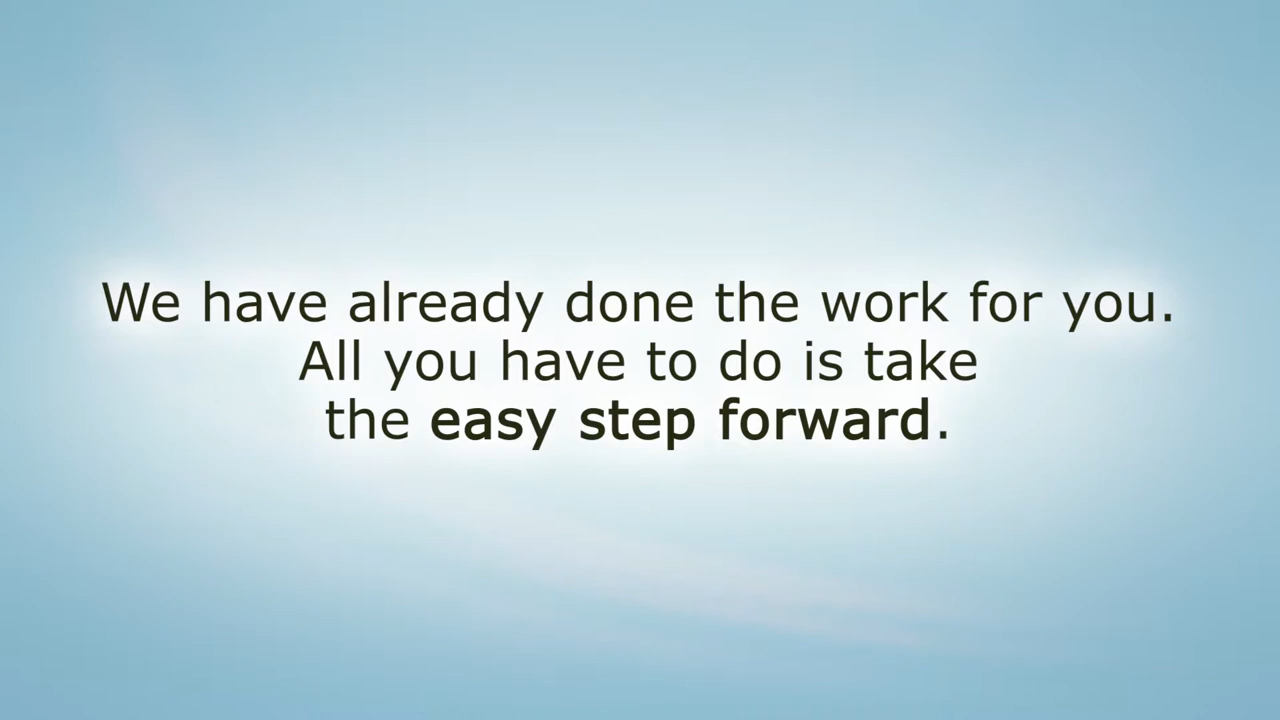 We have already done the work for you.
All you have to do is take
the easy step forward.